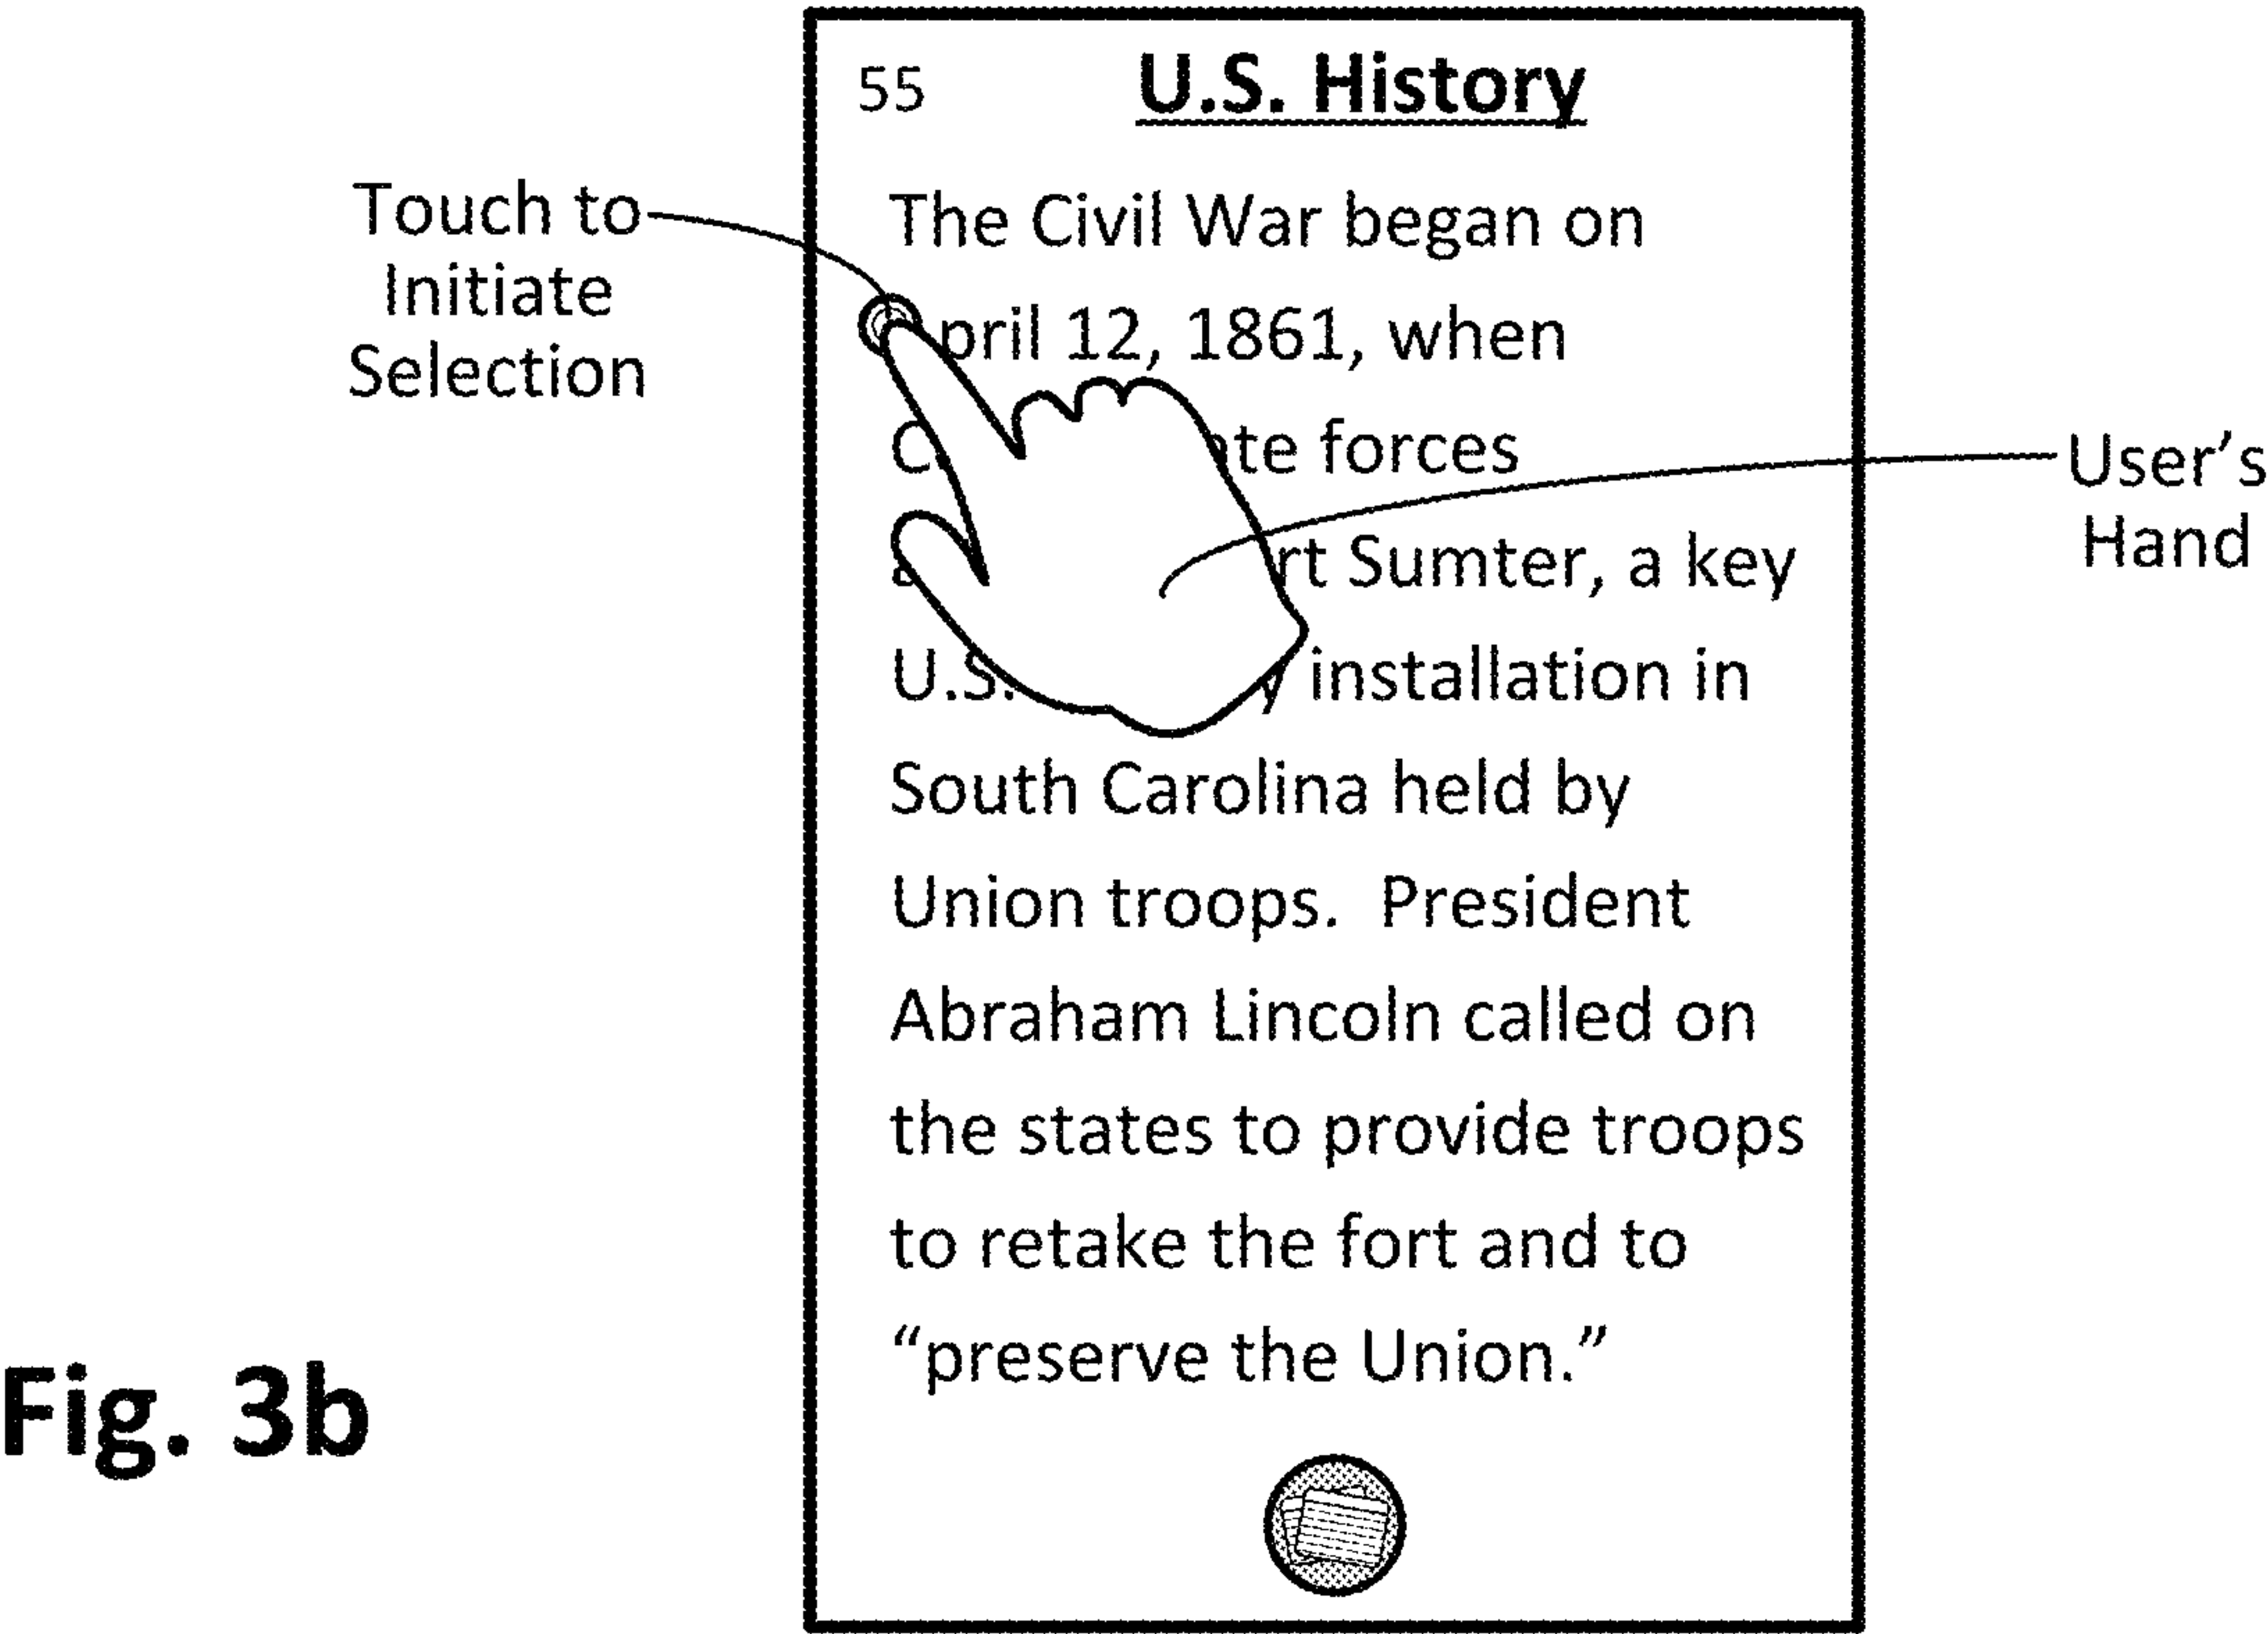 55
U.S. History
Touch to
Initiate
Selection
The Civil War began on
pril 12, 1861, when
forces
Sumter, a key
U.S. installation in
South Carolina held by
Union troops. President
Abraham Lincoln called on
the states to provide troops
to retake the fort and to
“preserve the Union.”
User’s
Hand
Fig. 3b